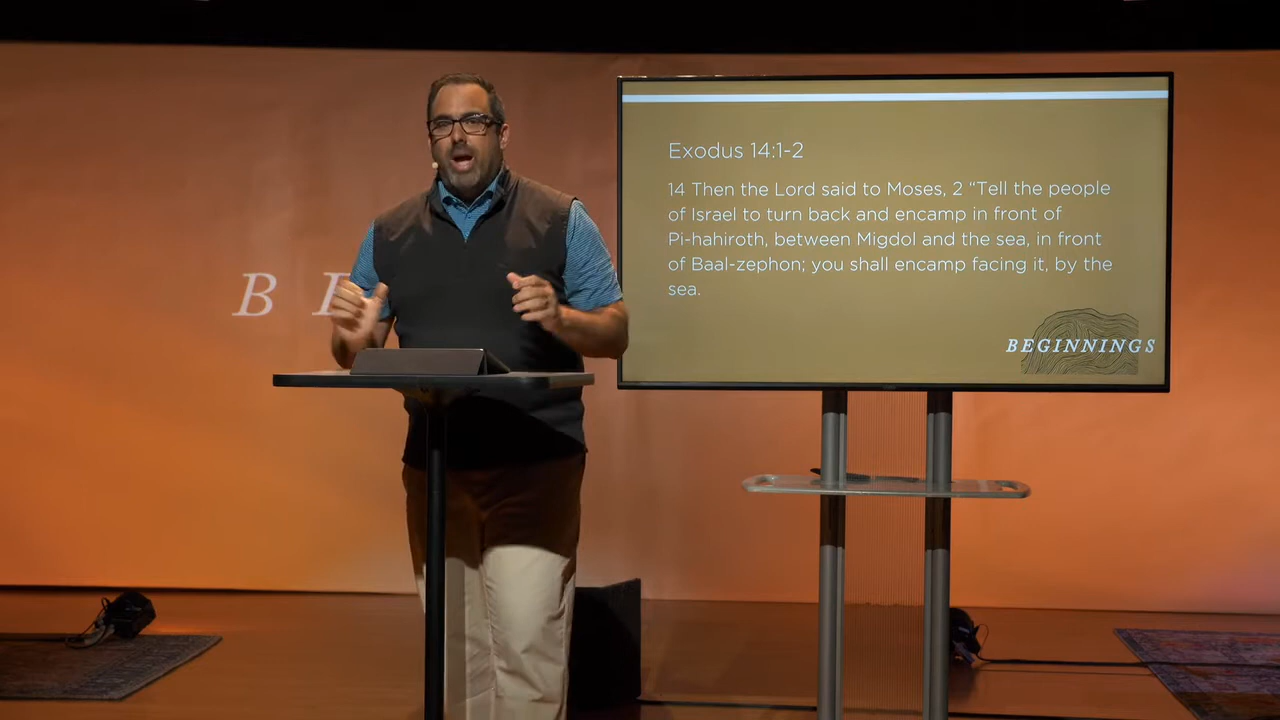 B E
Exodus 14:1-2
14 Then the Lord said to Moses, 2 “Tell the people
of Israel to turn back and encamp in front of
Pi-hahiroth, between Migdol and the sea, in front
of Baal-zephon; you shall encamp facing it, by the
sea.
BEGINNINGS